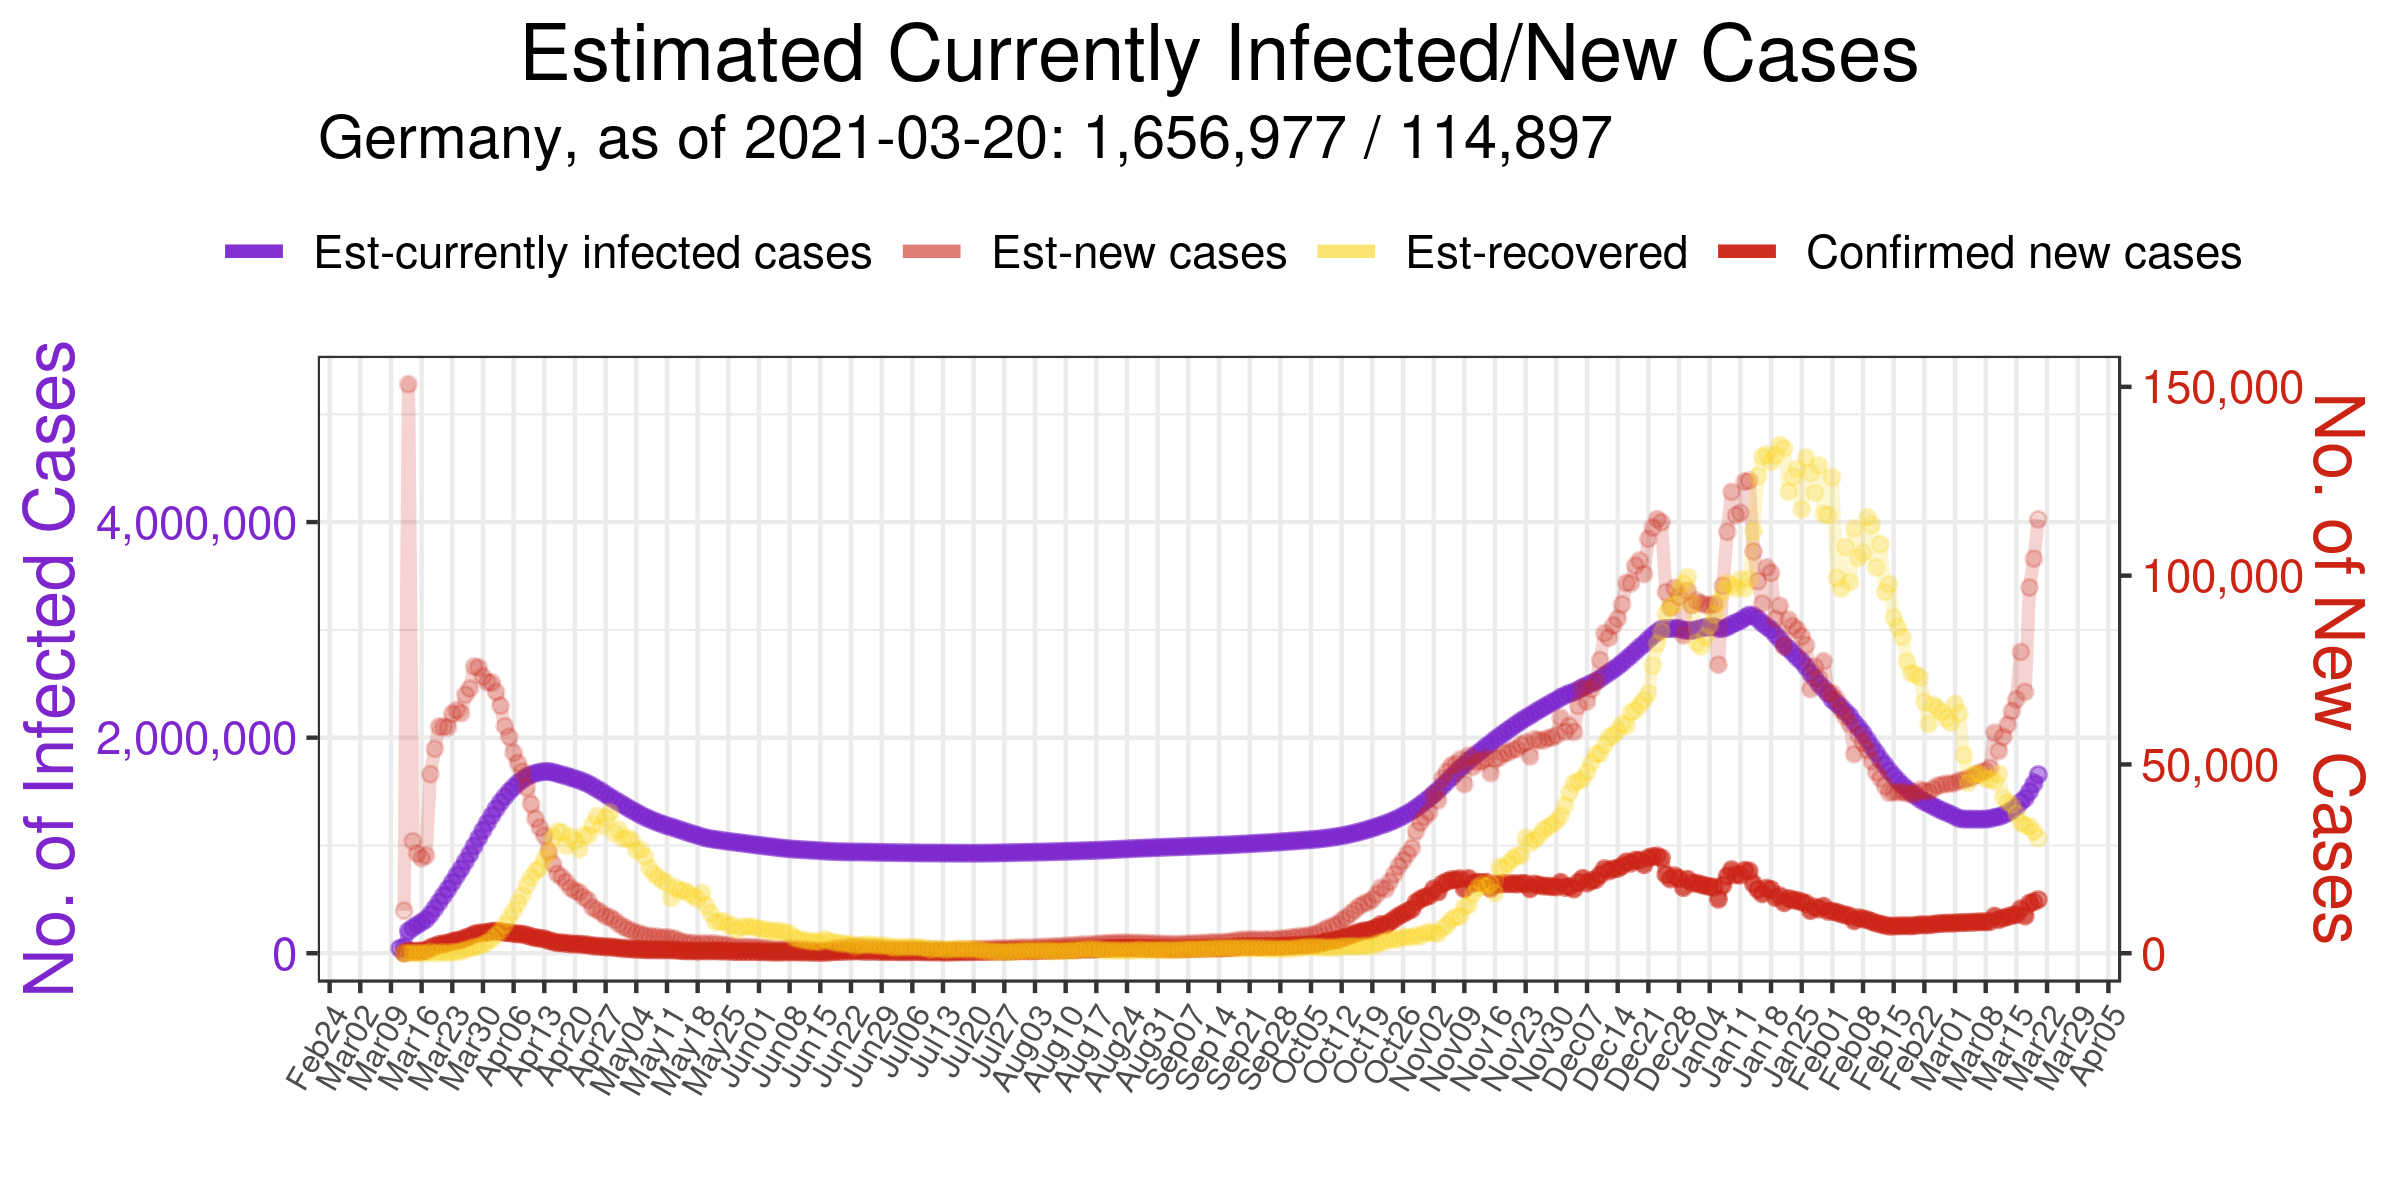 Estimated Currently Infected/New Cases
Germany, as of 2021-03-20: 1,656,977 / 114,897
Est-currently infected cases Est-new cases Est-recovered Confirmed new cases
No. of Infected Cases
4,000,000
2,000,000
0
150,000
100,000
50,000
0
No. of New Cases
Feb24 Mar02 Mar09 Mar16 Mar23 Mar30 Apr06 Apr13 Apr20 Apr27 May04 May11 May18 May25 Jun01 Jun08 Jun15 Jun22 Jun29 Jul06 Jul13 Jul20 Jul27 Aug03 Aug10 Aug17 Aug24 Aug31 Sep07 Sep14 Sep21 Sep28 Oct05 Oct12 Oct19 Oct26 Nov02 Nov09 Nov16 Nov23 Nov30 Dec07 Dec14 Dec21 Dec28 Jan04 Jan11 Jan18 Jan25 Feb01 Feb08 Feb15 Feb22 Mar01 Mar08 Mar15 Mar22 Mar29 Apr05